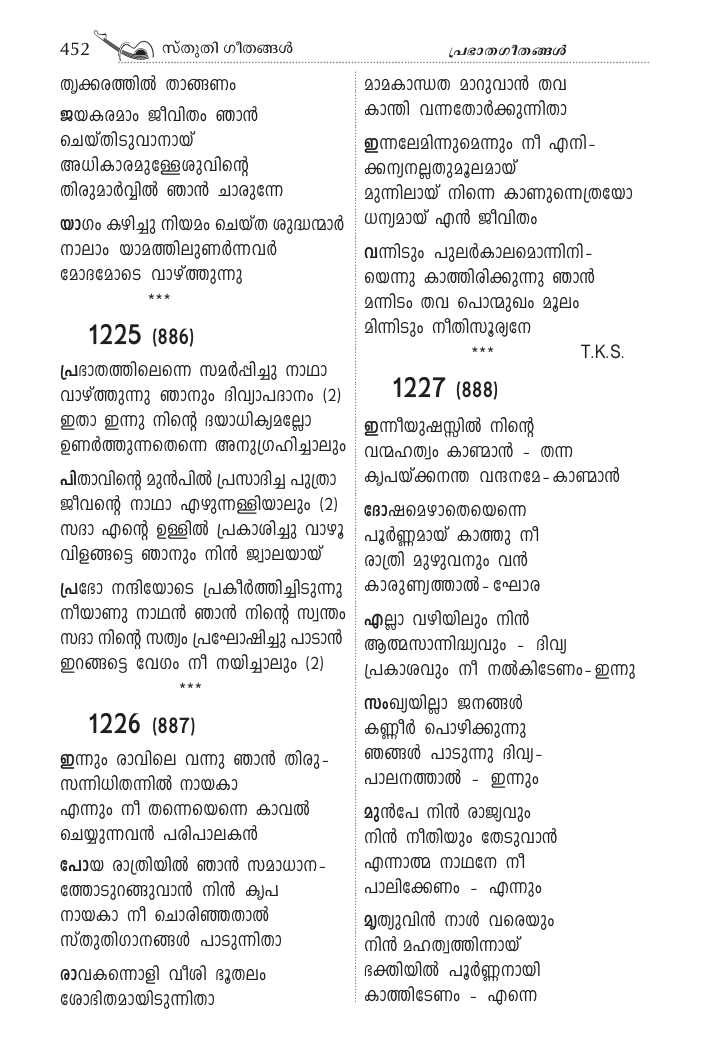 452 സ്തുതി ഗീതങ്ങൾ
പ്രഭാതഗീതങ്ങൾ
തൃക്കരത്തിൽ താങ്ങണം
ജയകരമാം ജീവിതം ഞാൻ
ചെയ്തിടുവാനായ്
അധികാരമുള്ളേശുവിന്റെ
തിരുമാർവ്വിൽ ഞാൻ ചാരുന്നേ
യാഗം കഴിച്ചു നിയമം ചെയ്ത ശുദ്ധന്മാർ
നാലാം യാമത്തിലുണർന്നവർ
മോദമോടെ വാഴ്ത്തുന്നു
***
1225 (886)
പ്രഭാതത്തിലെന്നെ സമർപ്പിച്ചു നാഥാ
വാഴ്ത്തുന്നു ഞാനും ദിവ്യാപദാനം (2)
ഇതാ ഇന്നു നിന്റെ ദയാധിക്യമല്ലോ
ഉണർത്തുന്നതെന്നെ അനുഗ്രഹിച്ചാലും
പിതാവിന്റെ മുൻപിൽ പ്രസാദിച്ച പുത്രാ
ജീവന്റെ നാഥാ എഴുന്നള്ളിയാലും (2)
സദാ എന്റെ ഉള്ളിൽ പ്രകാശിച്ചു വാഴൂ
വിളങ്ങട്ടെ ഞാനും നിൻ ജ്വാലയായ്
പ്രഭോ നന്ദിയോടെ പ്രകീർത്തിച്ചിടുന്നു
നീയാണു നാഥൻ ഞാൻ നിന്റെ സ്വന്തം
സദാ നിന്റെ സത്യം പ്രഘോഷിച്ചു പാടാൻ
ഇറങ്ങട്ടെ വേഗം നീ നയിച്ചാലും (2)
***
1226 (887)
ഇന്നും രാവിലെ വന്നു ഞാൻ തിരു-
സന്നിധിതന്നിൽ നായകാ
എന്നും നീ തന്നെയെന്നെ കാവൽ
ചെയ്യുന്നവൻ പരിപാലകൻ
പോയ രാത്രിയിൽ ഞാൻ സമാധാന-
ത്തോടുറങ്ങുവാൻ നിൻ കൃപ
നായകാ നീ ചൊരിഞ്ഞതാൽ
സ്തുതിഗാനങ്ങൾ പാടുന്നിതാ
രാവകന്നൊളി വീശി ഭൂതലം
ശോഭിതമായിടുന്നിതാ
മാമകാന്ധത മാറുവാൻ തവ
കാന്തി വന്നതോർക്കുന്നിതാ
ഇന്നലേമിന്നുമെന്നും നീ എനി-
ക്കന്യനല്ലതുമൂലമായ്
മുന്നിലായ് നിന്നെ കാണുന്നെത്രയോ
ധന്യമായ് എൻ ജീവിതം
വന്നിടും പുലർകാലമൊന്നിനി-
യെന്നു കാത്തിരിക്കുന്നു ഞാൻ
മന്നിടം തവ പൊന്മുഖം മൂലം
മിന്നിടും നീതിസൂര്യനേ
*** T.K.S.
1227 (888)
ഇന്നീയുഷസ്സിൽ നിന്റെ
വന്മഹത്വം കാണ്മാൻ - തന്ന
കൃപയ്ക്കനന്ത വന്ദനമേ-കാണ്മാൻ
ദോഷമെഴാതെയെന്നെ
പൂർണ്ണമായ് കാത്തു നീ
രാത്രി മുഴുവനും വൻ
കാരുണ്യത്താൽ-ഘോര
എല്ലാ വഴിയിലും നിൻ
ആത്മസാന്നിദ്ധ്യവും - ദിവ്യ
പ്രകാശവും നീ നൽകിടേണം-ഇന്നു
സംഖ്യയില്ലാ ജനങ്ങൾ
കണ്ണീർ പൊഴിക്കുന്നു
ഞങ്ങൾ പാടുന്നു ദിവ്യ-
പാലനത്താൽ - ഇന്നും
മുൻപേ നിൻ രാജ്യവും
നിൻ നീതിയും തേടുവാൻ
എന്നാത്മ നാഥനേ നീ
പാലിക്കേണം - എന്നും
മൃത്യുവിൻ നാൾ വരെയും
നിൻ മഹത്വത്തിന്നായ്
ഭക്തിയിൽ പൂർണ്ണനായി
കാത്തിടേണം - എന്നെ